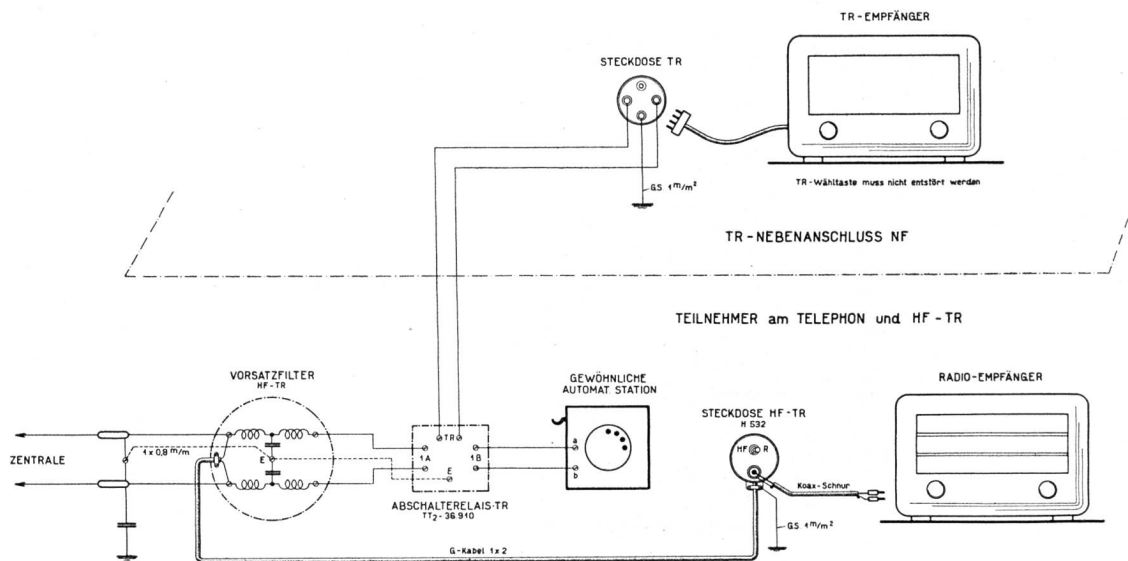 TR-EMPFÄNGER
STECKDOSE TR
G.S. 1 m/m²
TR-Wähltaste muss nicht entstört werden
TR-NEBENANSCHLUSS NF
TEILNEHMER am TELEPHON und HF-TR
VORSATZFILTER
HF-TR
GEWÖHNLICHE
AUTOMAT. STATION
RADIO-EMPFÄNGER
STECKDOSE HF-TR
H 532
HF R
TR
a
1A 1B
ZENTRALE
1 x 0,8 m/m
E
E
b
Koax-Schnur
ABSCHALTERELAIS-TR
TT2-36.910
G.S. 1 m/m²
G-Kabel 1x2